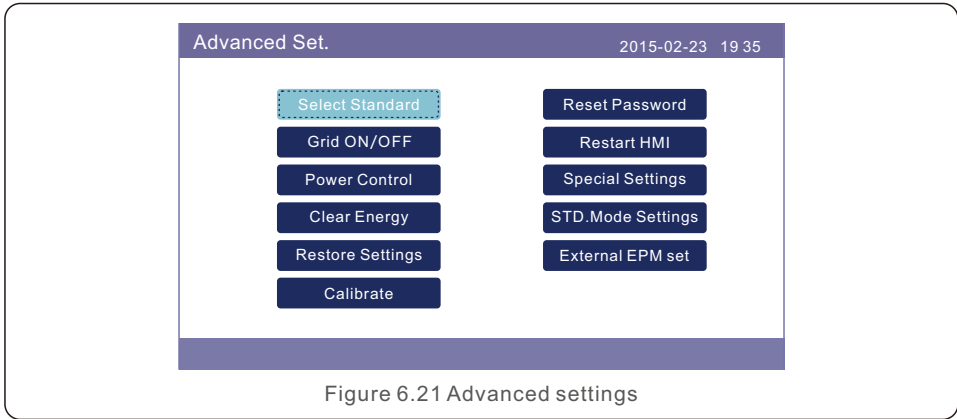 Advanced Set. 2015-02-23 19 35
Select Standard
Grid ON/OFF
Power Control
Clear Energy
Restore Settings
Calibrate
Reset Password
Restart HMI
Special Settings
STD.Mode Settings
External EPM set
Figure 6.21 Advanced settings